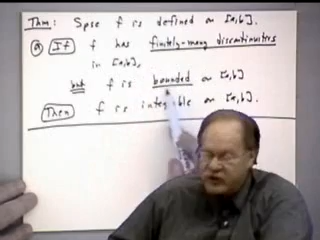 Thm: Spse f is defined on [a,b].
ⓐ If f has finitely-many discontinuities
in [a,b],
but f is bounded on [a,b]
Then f is integrable on [a,b].